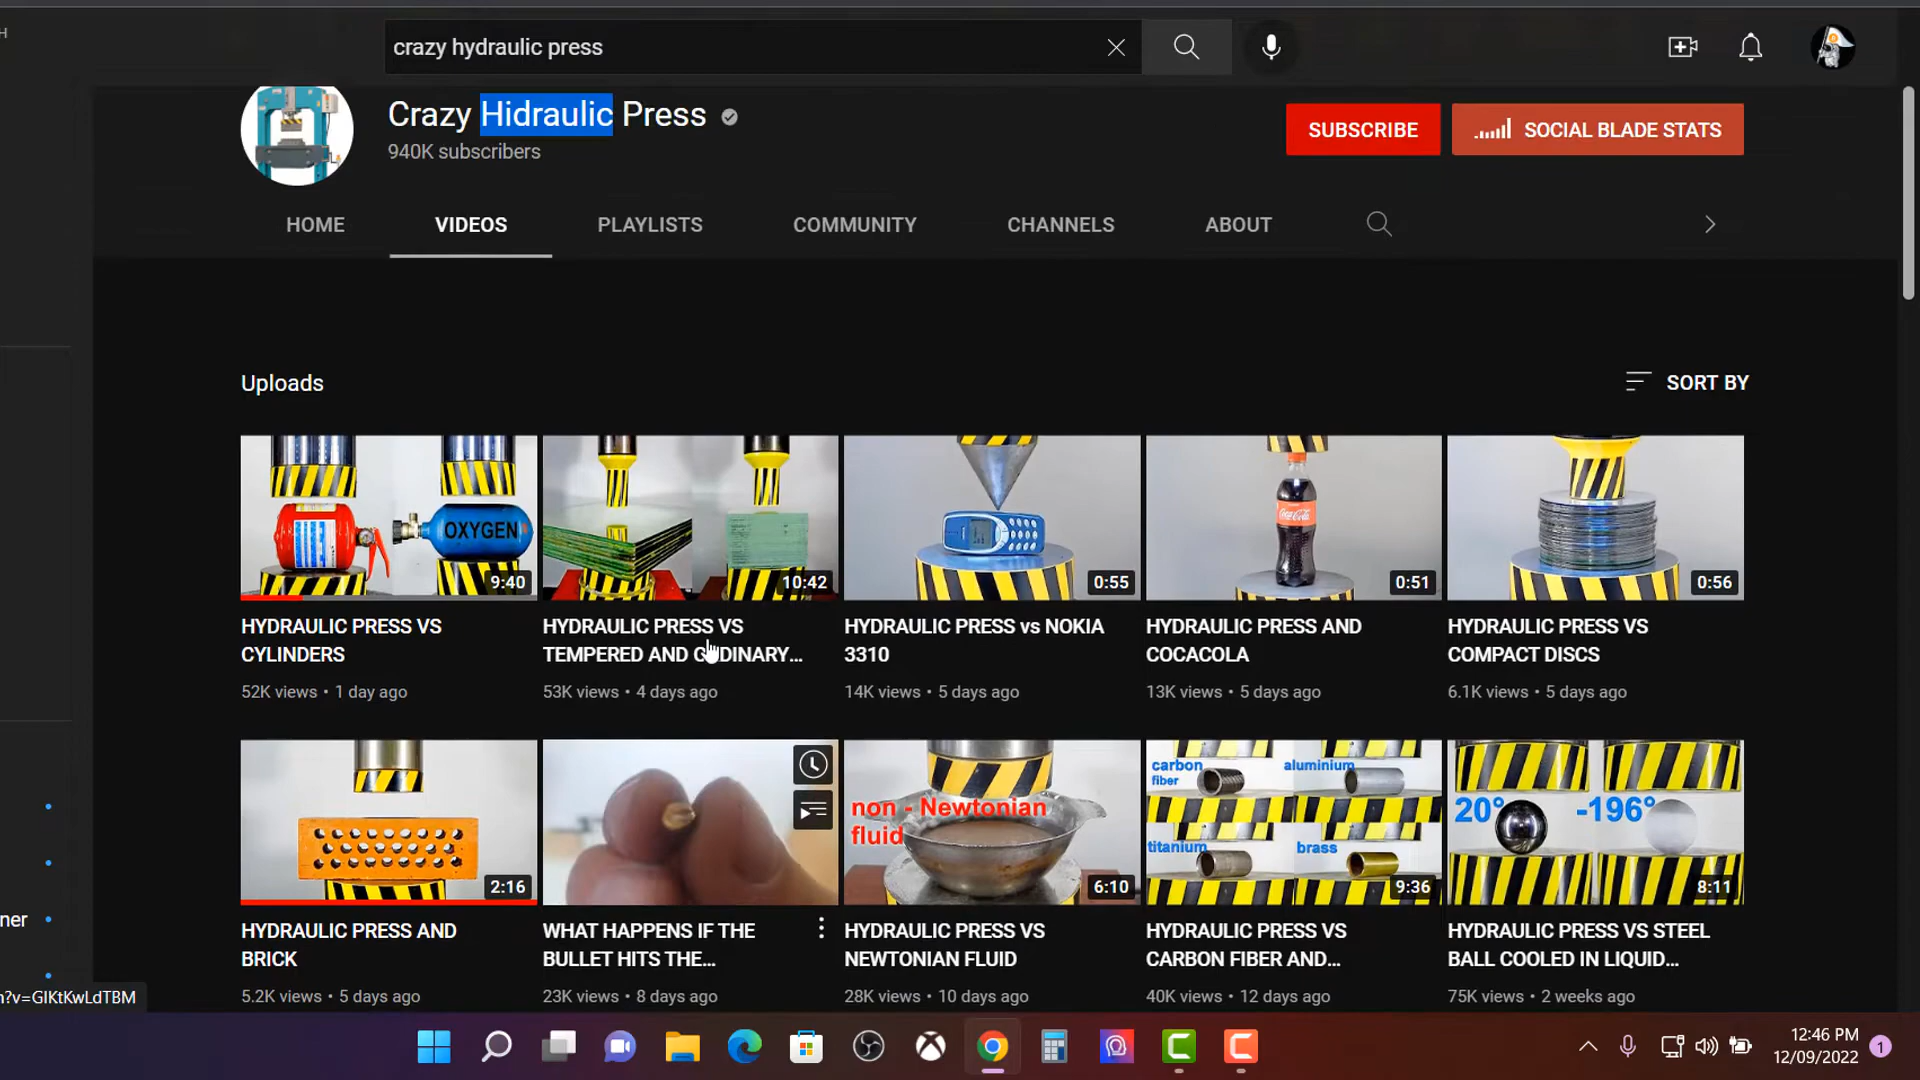 H
crazy hydraulic press
Crazy Hidraulic Press
940K subscribers
SUBSCRIBE
SOCIAL BLADE STATS
HOME
VIDEOS
PLAYLISTS
COMMUNITY
CHANNELS
ABOUT
Uploads
SORT BY
OXYGEN
9:40
10:42
0:55
Coca-Cola
0:51
0:56
HYDRAULIC PRESS VS
CYLINDERS
52K views • 1 day ago
HYDRAULIC PRESS VS
TEMPERED AND
53K views • 4 days ago
HYDRAULIC PRESS vs NOKIA
3310
14K views • 5 days ago
HYDRAULIC PRESS AND
COCACOLA
13K views • 5 days ago
HYDRAULIC PRESS VS
COMPACT DISCS
6.1K views • 5 days ago
2:16
non - Newtonian
fluid
6:10
carbon
fiber
aluminium
titanium
brass
9:36
20° -196°
8:11
HYDRAULIC PRESS AND
BRICK
5.2K views • 5 days ago
WHAT HAPPENS IF THE
BULLET HITS THE...
23K views • 8 days ago
HYDRAULIC PRESS VS
NEWTONIAN FLUID
28K views • 10 days ago
HYDRAULIC PRESS VS
CARBON FIBER AND...
40K views • 12 days ago
HYDRAULIC PRESS VS STEEL
BALL COOLED IN LIQUID...
75K views • 2 weeks ago
ner
n?v=GIKtKwLdTBM
12:46 PM
12/09/2022
1